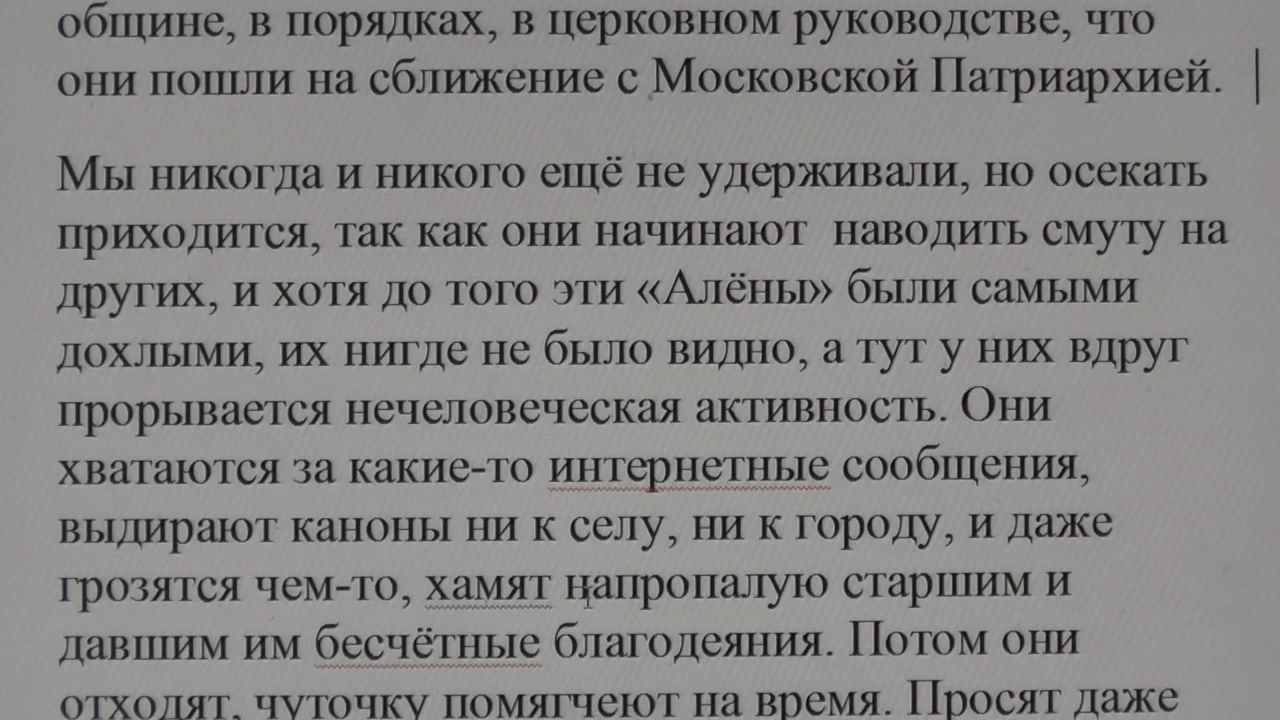 общине, в порядках, в церковном руководстве, что
они пошли на сближение с Московской Патриархией.
Мы никогда и никого ещё не удерживали, но осекать
приходится, так как они начинают наводить смуту на
других, и хотя до того эти «Алёны» были самыми
дохлыми, их нигде не было видно, а тут у них вдруг
прорывается нечеловеческая активность. Они
хватаются за какие-то интернетные сообщения,
выдирают каноны ни к селу, ни к городу, и даже
грозятся чем-то, хамят напропалую старшим и
давшим им бесчётные благодеяния. Потом они
отходят, чуточку помягчеют на время. Просят даже